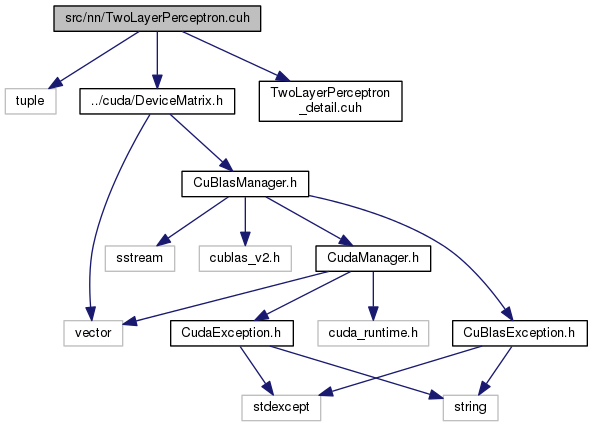 src/nn/TwoLayerPerceptron.cuh
tuple
../cuda/DeviceMatrix.h
TwoLayerPerceptron
_detail.cuh
CuBlasManager.h
sstream
cublas_v2.h
CudaManager.h
vector
CudaException.h
cuda_runtime.h
CuBlasException.h
stdexcept
string